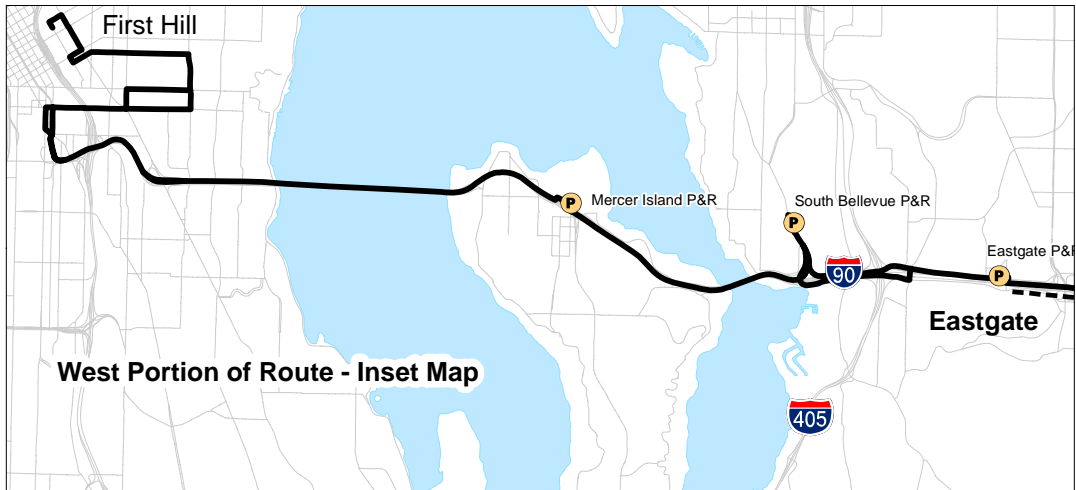 First Hill
P
Mercer Island P&R
P
South Bellevue P&R
90
Eastgate P&R
P
Eastgate
West Portion of Route - Inset Map
405